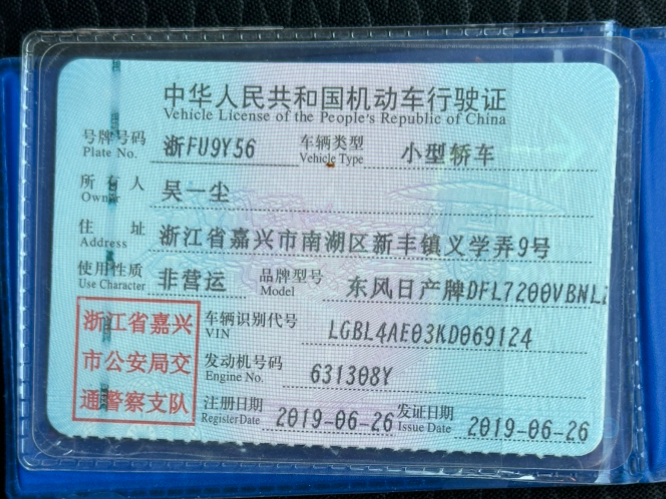 中华人民共和国机动车行驶证
Vehicle License of the People's Republic of China
号牌号码 浙FU9Y56 车辆类型 小型轿车
Plate No. Vehicle Type
所有人 吴一尘
Owner
住址 浙江省嘉兴市南湖区新丰镇义学弄9号
Address
使用性质 非营运 品牌型号 东风日产牌DFL7200VBNL
Use Character Model
浙江省嘉兴 车辆识别代号 LGBL4AE03KD069124
VIN
市公安局交 发动机号码 631308Y
Engine No.
通警察支队 注册日期 2019-06-26 发证日期 2019-06-26
Register Date Issue Date